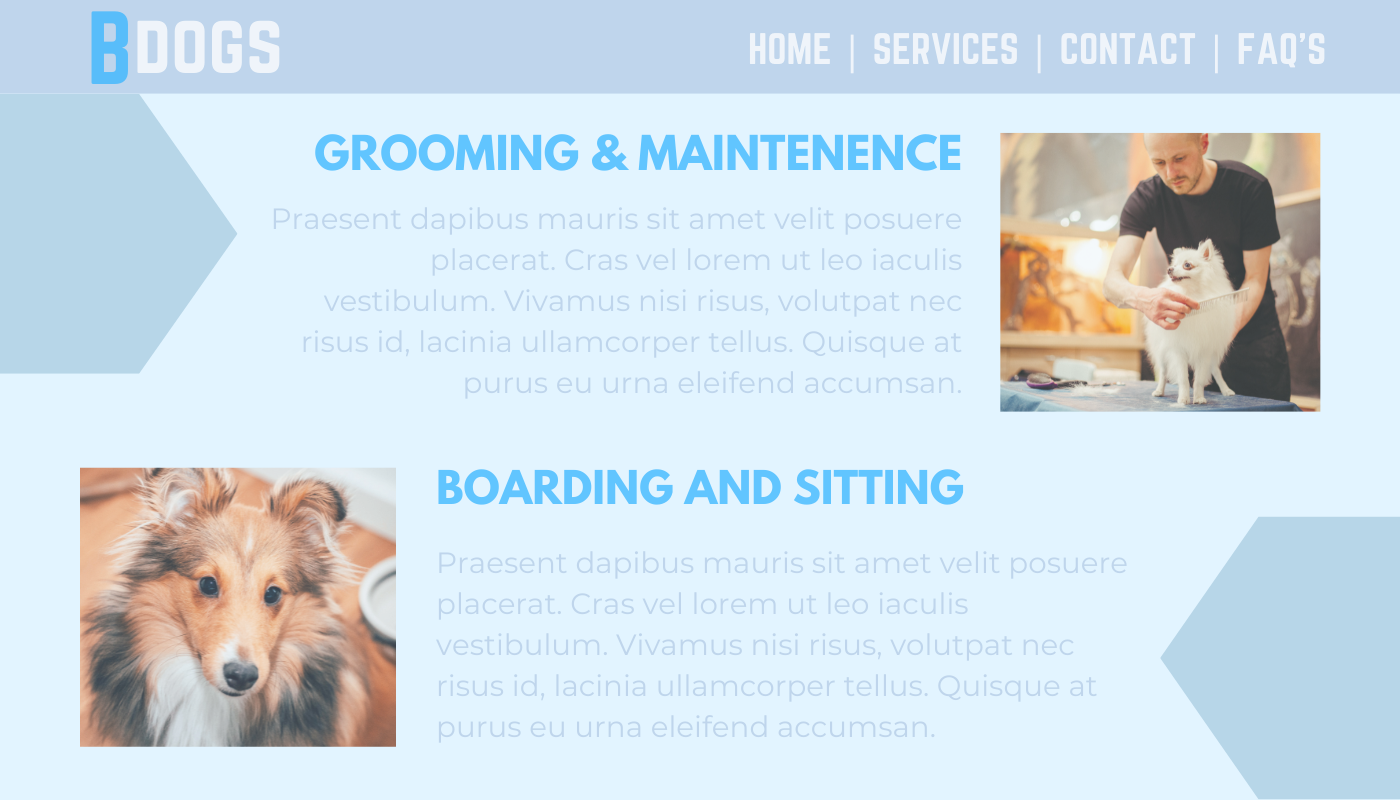 BDOGS
HOME | SERVICES | CONTACT | FAQ'S
GROOMING & MAINTENENCE
Praesent dapibus mauris sit amet velit posuere
placerat. Cras vel lorem ut leo iaculis
vestibulum. Vivamus nisi risus, volutpat nec
risus id, lacinia ullamcorper tellus. Quisque at
purus eu urna eleifend accumsan.
BOARDING AND SITTING
Praesent dapibus mauris sit amet velit posuere
placerat. Cras vel lorem ut leo iaculis
vestibulum. Vivamus nisi risus, volutpat nec
risus id, lacinia ullamcorper tellus. Quisque at
purus eu urna eleifend accumsan.